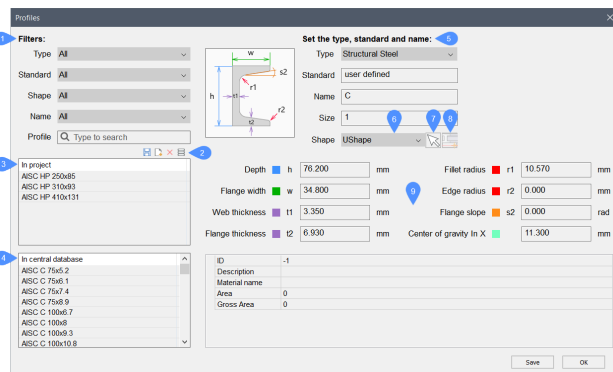 Profiles
1 Filters:
Type All
Standard All
Shape All
Name All
Profile Type to search
2
3 In project
AISC HP 250x85
AISC HP 310x93
AISC HP 410x131
4 In central database
AISC C 75x5.2
AISC C 75x6.1
AISC C 75x7.4
AISC C 75x8.9
AISC C 100x6.7
AISC C 100x8
AISC C 100x9.3
AISC C 100x10.8
w
s2
r1
h t1
r2
t2
Set the type, standard and name: 5
Type Structural Steel
Standard user defined
Name C
Size 1
6 7 8
Shape UShape
Depth h 76.200 mm Fillet radius r1 10.570 mm
Flange width w 34.800 mm 9 Edge radius r2 0.000 mm
Web thickness t1 3.350 mm Flange slope s2 0.000 rad
Flange thickness t2 6.930 mm Center of gravity In X 11.300 mm
ID -1
Description
Material name
Area 0
Gross Area 0
Save OK